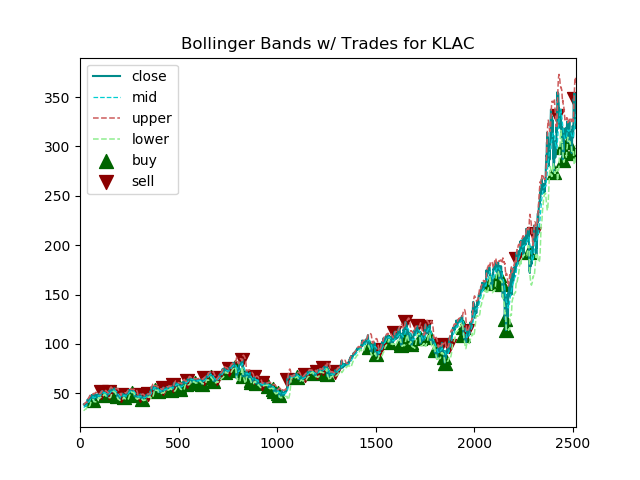 Bollinger Bands w/ Trades for KLAC
close
mid
upper
lower
buy
sell
350
300
250
200
150
100
50
0 500 1000 1500 2000 2500